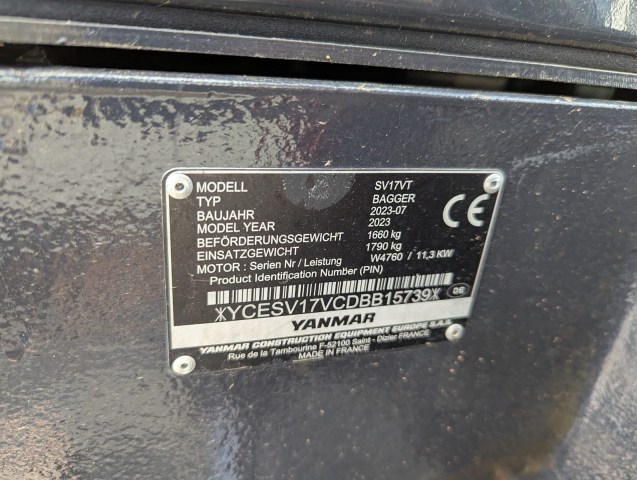 MODELL SV17VT
TYP BAGGER
BAUJAHR 2023-07
MODEL YEAR 2023
BEFÖRDERUNGSGEWICHT 1660 kg
EINSATZGEWICHT 1790 kg
MOTOR : Serien Nr / Leistung W4760 / 11,3 KW
Product Identification Number (PIN)
CE
DE
*YCESV17VCDBB15739*
YANMAR
YANMAR CONSTRUCTION EQUIPMENT EUROPE S.A.S.
Rue de la Tambourine F-52100 Saint - Dizier FRANCE
MADE IN FRANCE